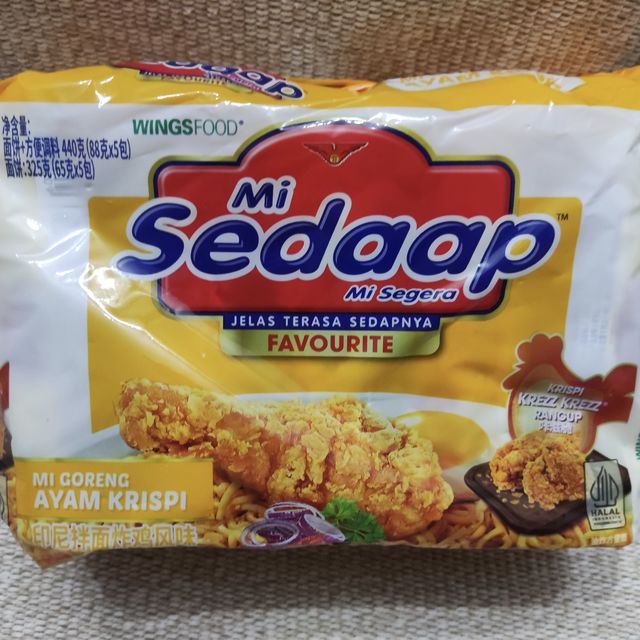 Sedaap
净含量:
面饼+方便调料 440克(88克x5包)
面饼: 325克 (65克x5包)
WINGSFOOD®
Mi
Sedaap™
Mi Segera
JELAS TERASA SEDAPNYA
FAVOURITE
KRISPI
KREZZ KREZZ
RANGUP
MI GORENG
AYAM KRISPI
印尼拌面炸鸡风味
HALAL
INDONESIA